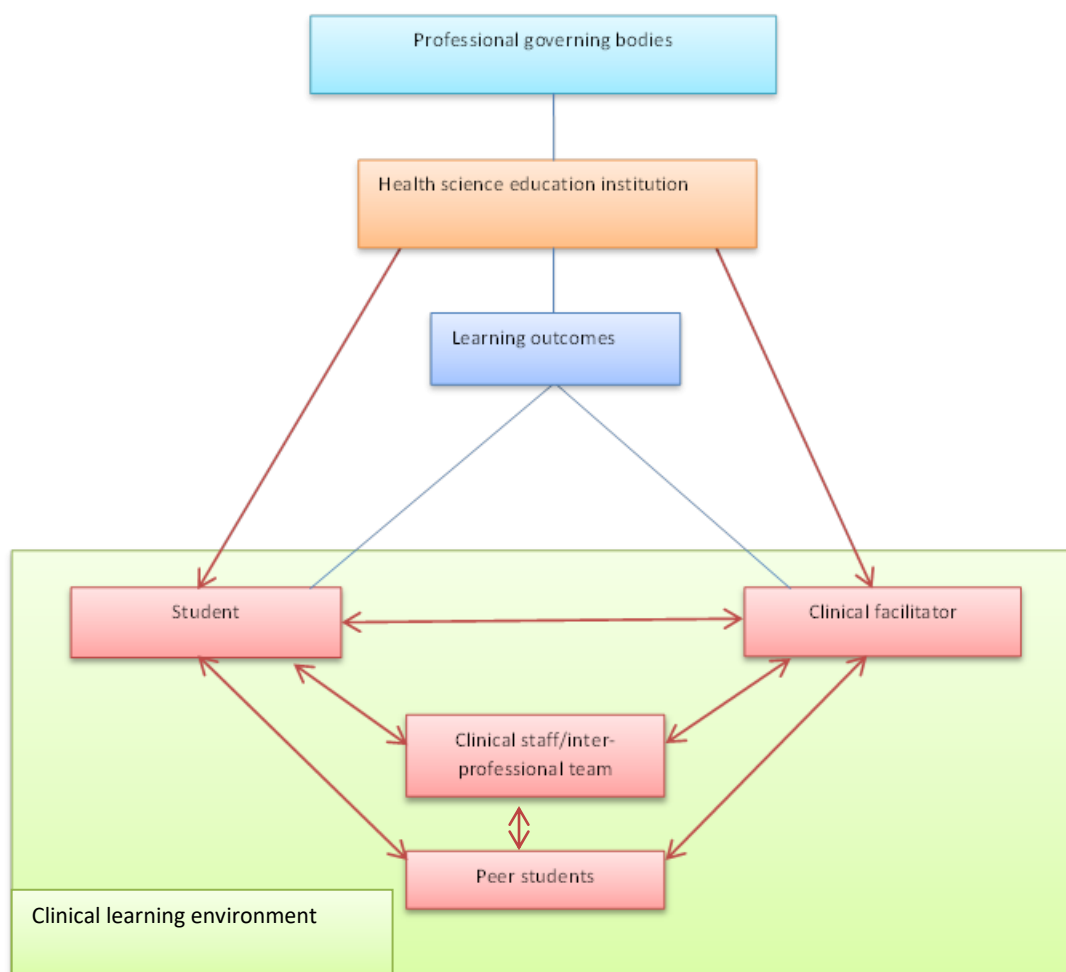 Professional governing bodies
Health science education institution
Learning outcomes
Student
Clinical facilitator
Clinical staff/inter-
professional team
Peer students
Clinical learning environment